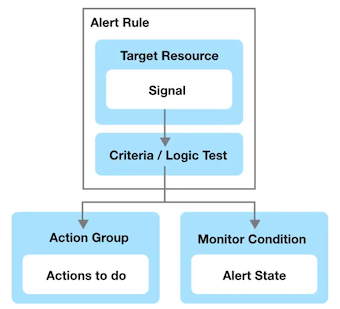 Alert Rule
Target Resource
Signal
Criteria / Logic Test
Action Group
Actions to do
Monitor Condition
Alert State